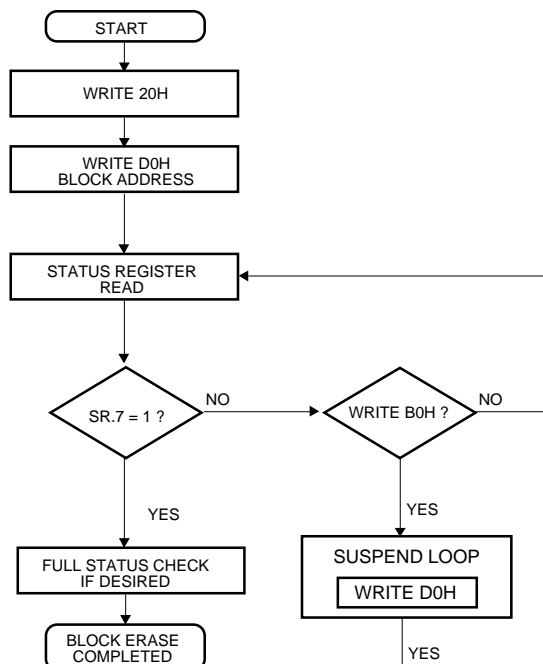 START
WRITE 20H
WRITE D0H
BLOCK ADDRESS
STATUS REGISTER
READ
SR.7 = 1 ?
NO
WRITE B0H ?
NO
YES
YES
FULL STATUS CHECK
IF DESIRED
SUSPEND LOOP
WRITE D0H
BLOCK ERASE
COMPLETED
YES